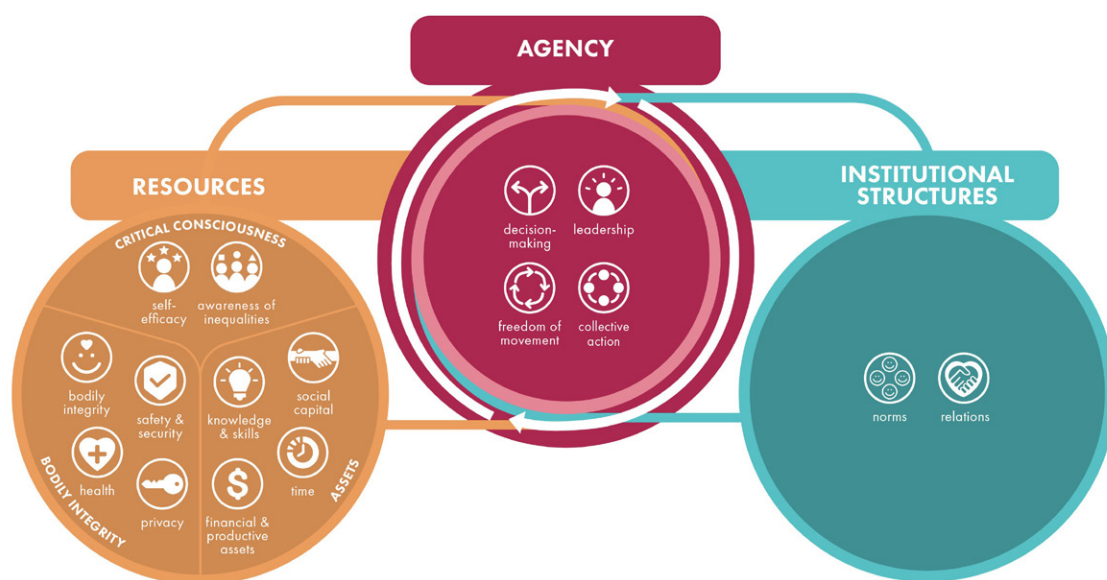 AGENCY
RESOURCES
INSTITUTIONAL
STRUCTURES
CRITICAL CONSCIOUSNESS
self-
efficacy
awareness of
inequalities
bodily
integrity
safety &
security
health
privacy
BODILY INTEGRITY
knowledge
& skills
social
capital
financial &
productive
assets
time
ASSETS
decision-
making
leadership
freedom of
movement
collective
action
norms
relations
$